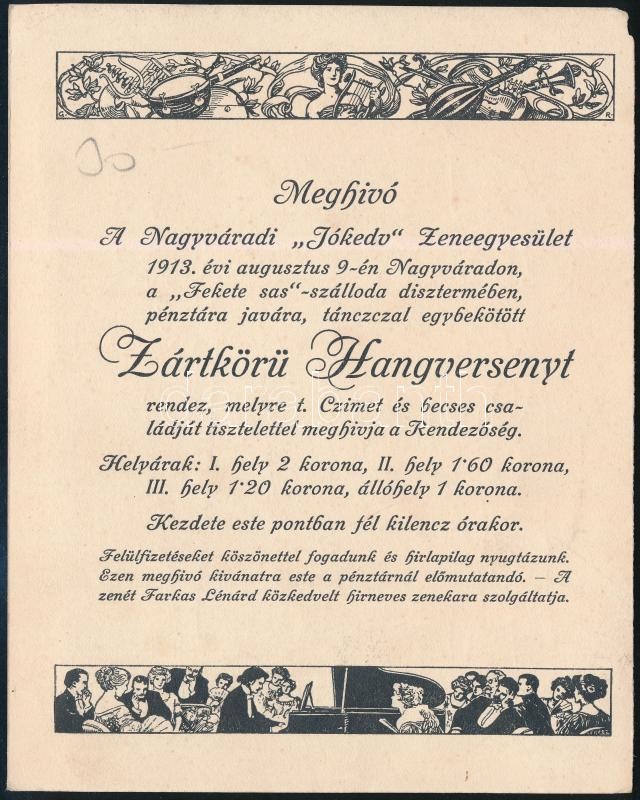 Meghivó
A Nagyváradi „Jókedv“ Zeneegyesület
1913. évi augusztus 9-én Nagyváradon,
a „Fekete sas“-szálloda disztermében,
pénztára javára, tánczczal egybekötött
Zártkörü Hangversenyt
rendez, melyre t. Czimet és becses csa-
ládját tisztelettel meghivja a Rendezőség.
Helyárak: I. hely 2 korona, II. hely 1·60 korona,
III. hely 1·20 korona, állóhely 1 korona.
Kezdete este pontban fél kilencz órakor.
Felülfizetéseket köszönettel fogadunk és hirlapilag nyugtázunk.
Ezen meghivó kivánatra este a pénztárnál előmutatandó. — A
zenét Farkas Lénárd közkedvelt hirneves zenekara szolgáltatja.